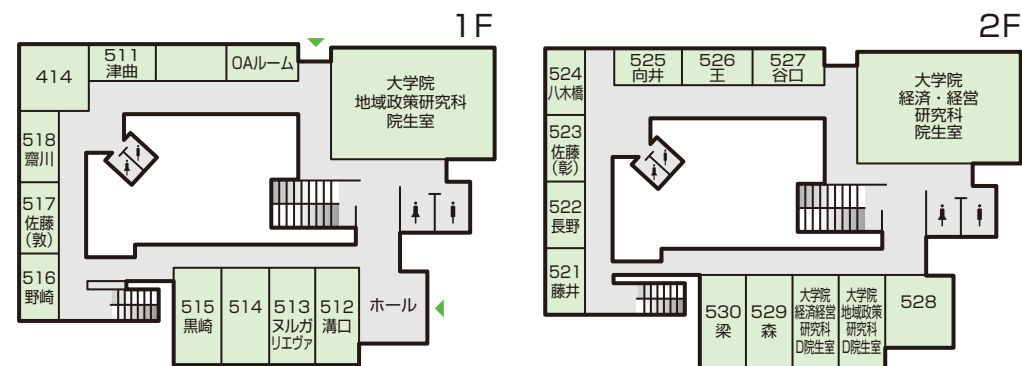 1F
414
511
津曲
OAルーム
大学院
地域政策研究科
院生室
518
齋川
517
佐藤
(敦)
516
野崎
515
黒崎
514
513
ヌルガ
リエヴァ
512
溝口
ホール
2F
524
八木橋
525
向井
526
王
527
谷口
大学院
経済・経営
研究科
院生室
523
佐藤
(彰)
522
長野
521
藤井
530
梁
529
森
大学院
経済経営
研究科
D院生室
大学院
地域政策
研究科
D院生室
528